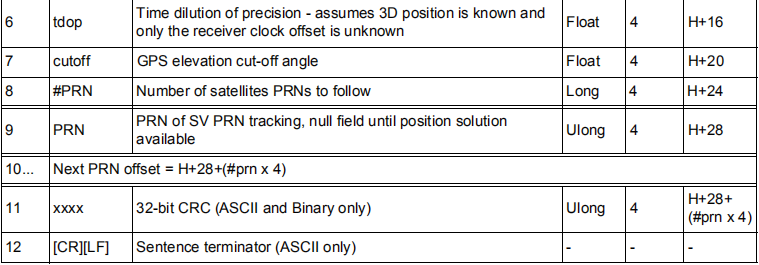 6 tdop Time dilution of precision - assumes 3D position is known and only the receiver clock offset is unknown Float 4 H+16
7 cutoff GPS elevation cut-off angle Float 4 H+20
8 #PRN Number of satellites PRNs to follow Long 4 H+24
9 PRN PRN of SV PRN tracking, null field until position solution available Ulong 4 H+28
10... Next PRN offset = H+28+(#prn x 4)
11 xxxx 32-bit CRC (ASCII and Binary only) Ulong 4 H+28+ (#prn x 4)
12 [CR][LF] Sentence terminator (ASCII only) - - -